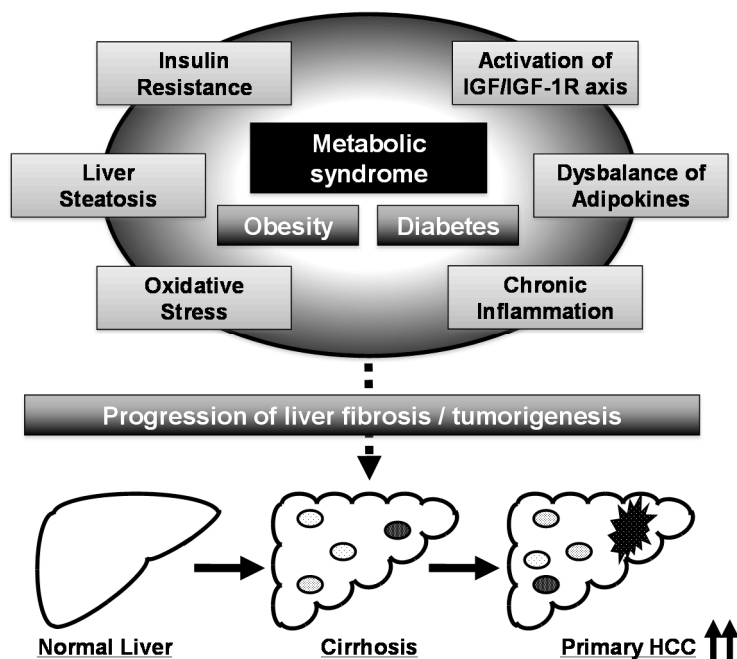 Insulin
Resistance
Activation of
IGF/IGF-1R axis
Metabolic
syndrome
Liver
Steatosis
Dysbalance of
Adipokines
Obesity
Diabetes
Oxidative
Stress
Chronic
Inflammation
Progression of liver fibrosis / tumorigenesis
Normal Liver
Cirrhosis
Primary HCC